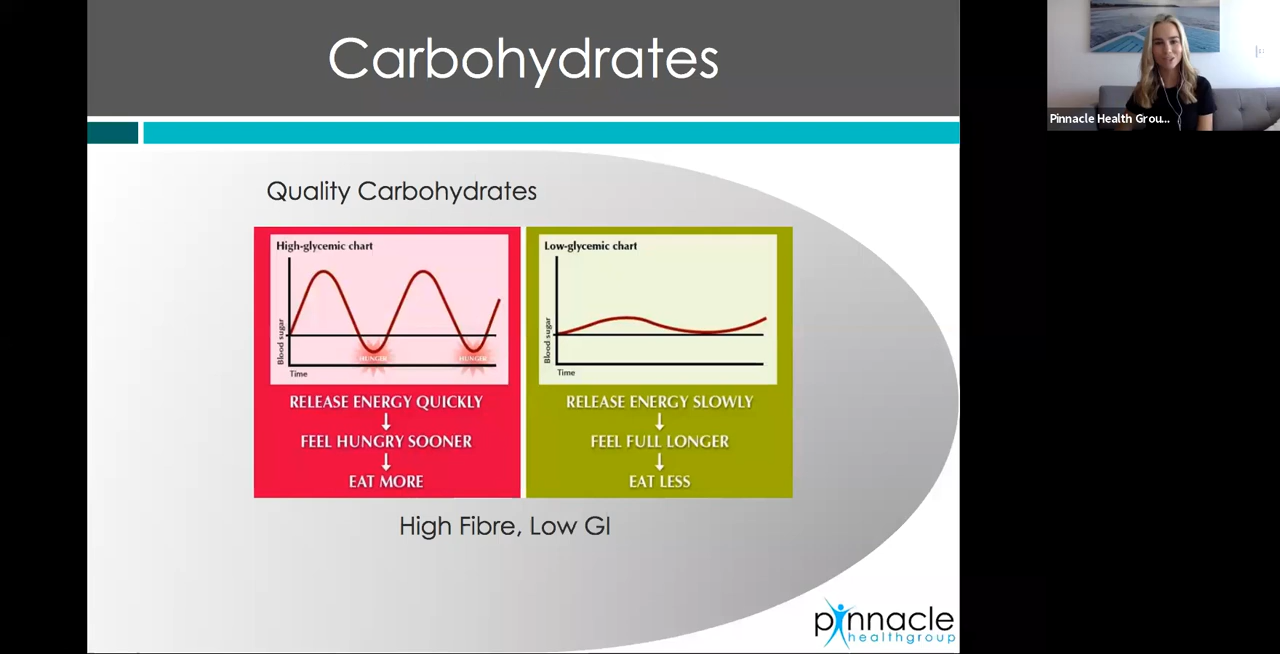 Carbohydrates
Pinnacle Health Grou...
Quality Carbohydrates
High-glycemic chart
Blood sugar
HUNGER
HUNGER
Time
RELEASE ENERGY QUICKLY
↓
FEEL HUNGRY SOONER
↓
EAT MORE
Low-glycemic chart
Blood sugar
Time
RELEASE ENERGY SLOWLY
↓
FEEL FULL LONGER
↓
EAT LESS
High Fibre, Low GI
pinnacle
healthgroup